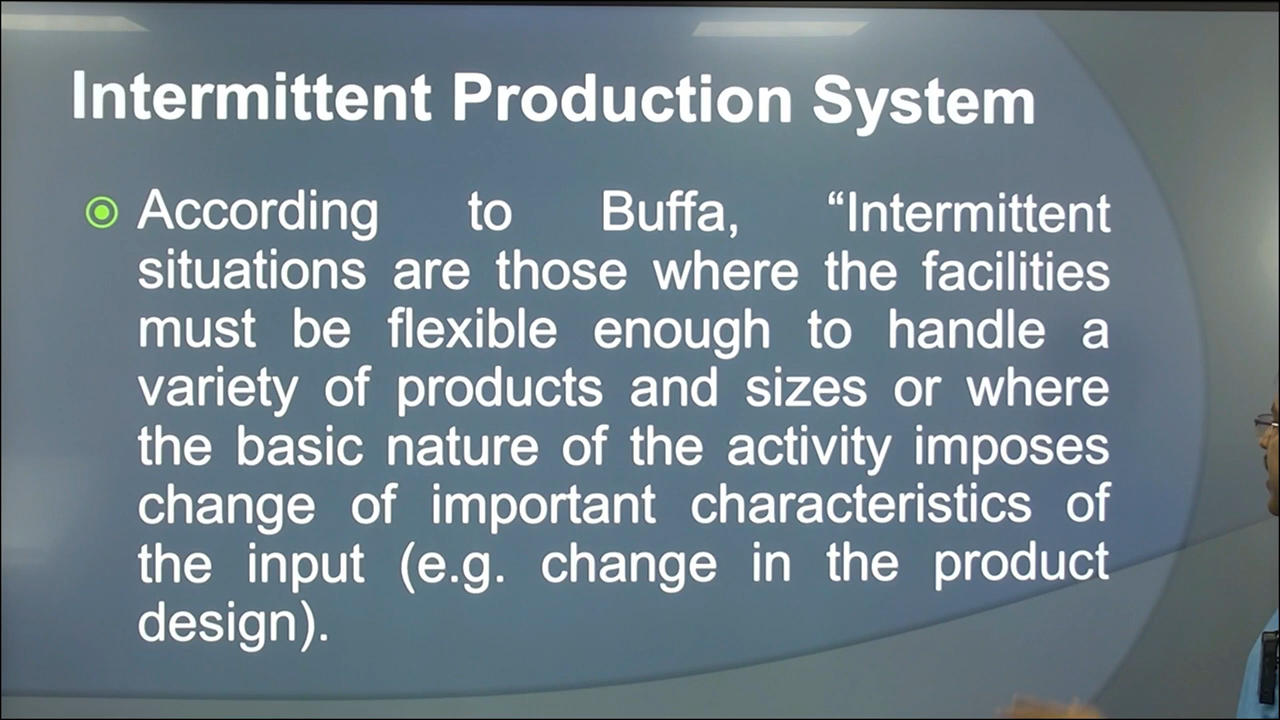 Intermittent Production System
According to Buffa, “Intermittent
situations are those where the facilities
must be flexible enough to handle a
variety of products and sizes or where
the basic nature of the activity imposes
change of important characteristics of
the input (e.g. change in the product
design).